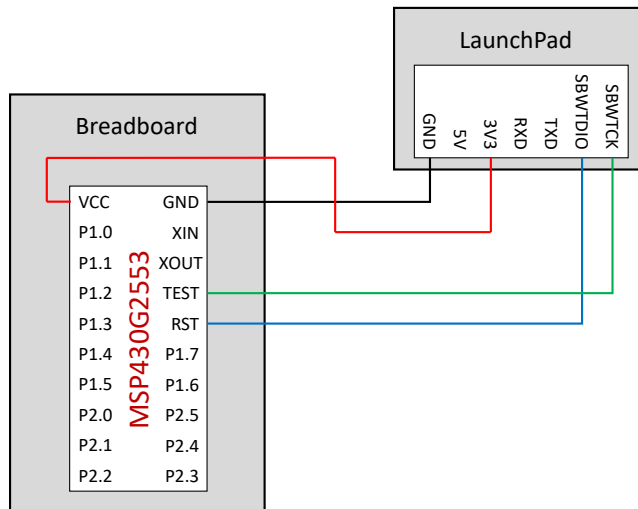 LaunchPad
GND
5V
3V3
RXD
TXD
SBWTDIO
SBWTCK
Breadboard
VCC GND
P1.0 XIN
P1.1 XOUT
P1.2 TEST
P1.3 RST
P1.4 P1.7
P1.5 P1.6
P2.0 P2.5
P2.1 P2.4
P2.2 P2.3
MSP430G2553